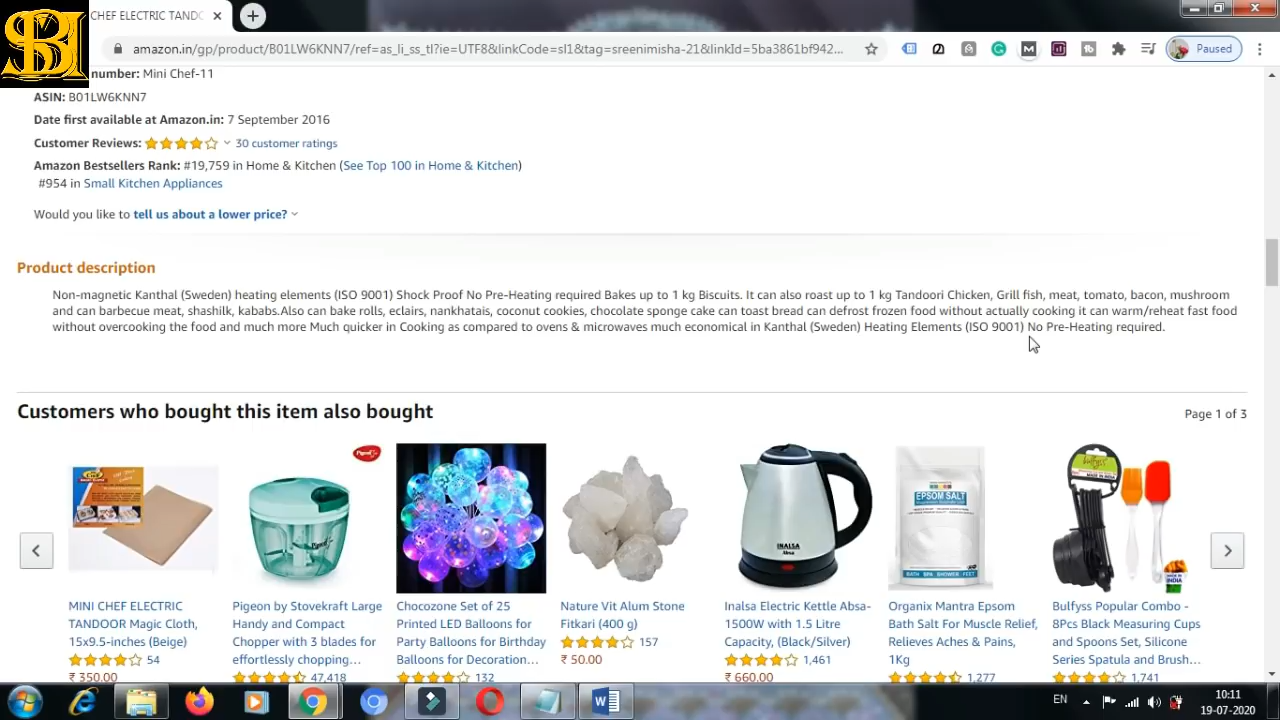 CHEF ELECTRIC TANDO
amazon.in/gp/product/B01LW6KNN7/ref=as_li_ss_tl?ie=UTF8&linkCode=sl1&tag=sreenimisha-21&linkId=5ba3861bf942...
Paused
number: Mini Chef-11
ASIN: B01LW6KNN7
Date first available at Amazon.in: 7 September 2016
Customer Reviews: 30 customer ratings
Amazon Bestsellers Rank: #19,759 in Home & Kitchen (See Top 100 in Home & Kitchen)
#954 in Small Kitchen Appliances
Would you like to tell us about a lower price?
Product description
Non-magnetic Kanthal (Sweden) heating elements (ISO 9001) Shock Proof No Pre-Heating required Bakes up to 1 kg Biscuits. It can also roast up to 1 kg Tandoori Chicken, Grill fish, meat, tomato, bacon, mushroom
and can barbecue meat, shashilk, kababs.Also can bake rolls, eclairs, nankhatais, coconut cookies, chocolate sponge cake can toast bread can defrost frozen food without actually cooking it can warm/reheat fast food
without overcooking the food and much more Much quicker in Cooking as compared to ovens & microwaves much economical in Kanthal (Sweden) Heating Elements (ISO 9001) No Pre-Heating required.
Customers who bought this item also bought
Page 1 of 3
Pigeon
EPSOM SALT
INALSA
BATH SPA SHOWER FEET
MINI CHEF ELECTRIC
TANDOOR Magic Cloth,
15x9.5-inches (Beige)
54
₹ 350.00
Pigeon by Stovekraft Large
Handy and Compact
Chopper with 3 blades for
effortlessly chopping...
47,418
Chocozone Set of 25
Printed LED Balloons for
Party Balloons for Birthday
Balloons for Decoration...
132
Nature Vit Alum Stone
Fitkari (400 g)
157
₹ 50.00
Inalsa Electric Kettle Absa-
1500W with 1.5 Litre
Capacity, (Black/Silver)
1,461
₹ 660.00
Organix Mantra Epsom
Bath Salt For Muscle Relief,
Relieves Aches & Pains,
1Kg
1,277
Bulfyss Popular Combo -
8Pcs Black Measuring Cups
and Spoons Set, Silicone
Series Spatula and Brush...
1,741
EN
10:11
19-07-2020